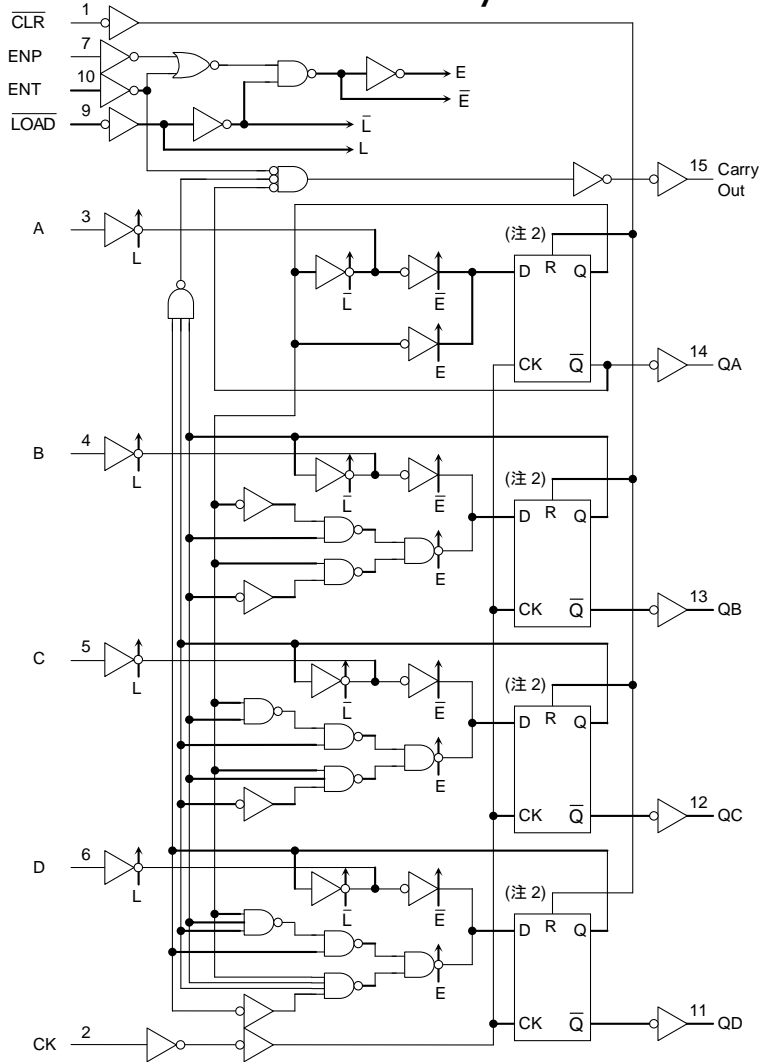 CLR 1
ENP 7
ENT 10
LOAD 9
E
E̅
L̅
L
15 Carry
Out
A 3
L
L̅
E̅
E
(注 2)
D R Q
CK Q̅
14 QA
B 4
L
L̅
E̅
E
(注 2)
D R Q
CK Q̅
13 QB
C 5
L
L̅
E̅
E
(注 2)
D R Q
CK Q̅
12 QC
D 6
L
L̅
E̅
E
(注 2)
D R Q
CK Q̅
11 QD
CK 2